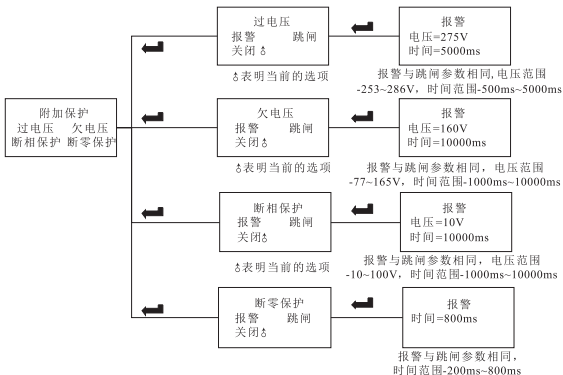 附加保护
过电压 欠电压
断相保护 断零保护
过电压
报警 跳闸
关闭♁
♁表明当前的选项
报警
电压=275V
时间=5000ms
报警与跳闸参数相同,电压范围
-253~286V，时间范围-500ms~5000ms
欠电压
报警 跳闸
关闭♁
♁表明当前的选项
报警
电压=160V
时间=10000ms
报警与跳闸参数相同，电压范围
-77~165V，时间范围-1000ms~10000ms
断相保护
报警 跳闸
关闭♁
♁表明当前的选项
报警
电压=10V
时间=10000ms
报警与跳闸参数相同，电压范围
-10~100V，时间范围-1000ms~10000ms
断零保护
报警 跳闸
关闭♁
报警
时间=800ms
报警与跳闸参数相同，
时间范围-200ms~800ms